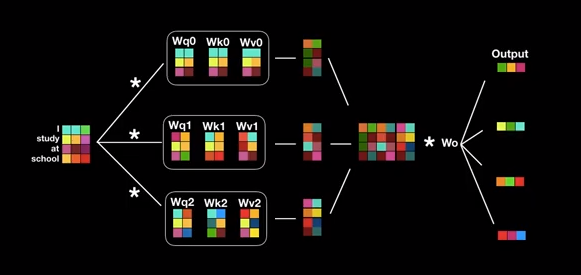 I
study
at
school
*
*
*
Wq0 Wk0 Wv0
Wq1 Wk1 Wv1
Wq2 Wk2 Wv2
* Wo
Output